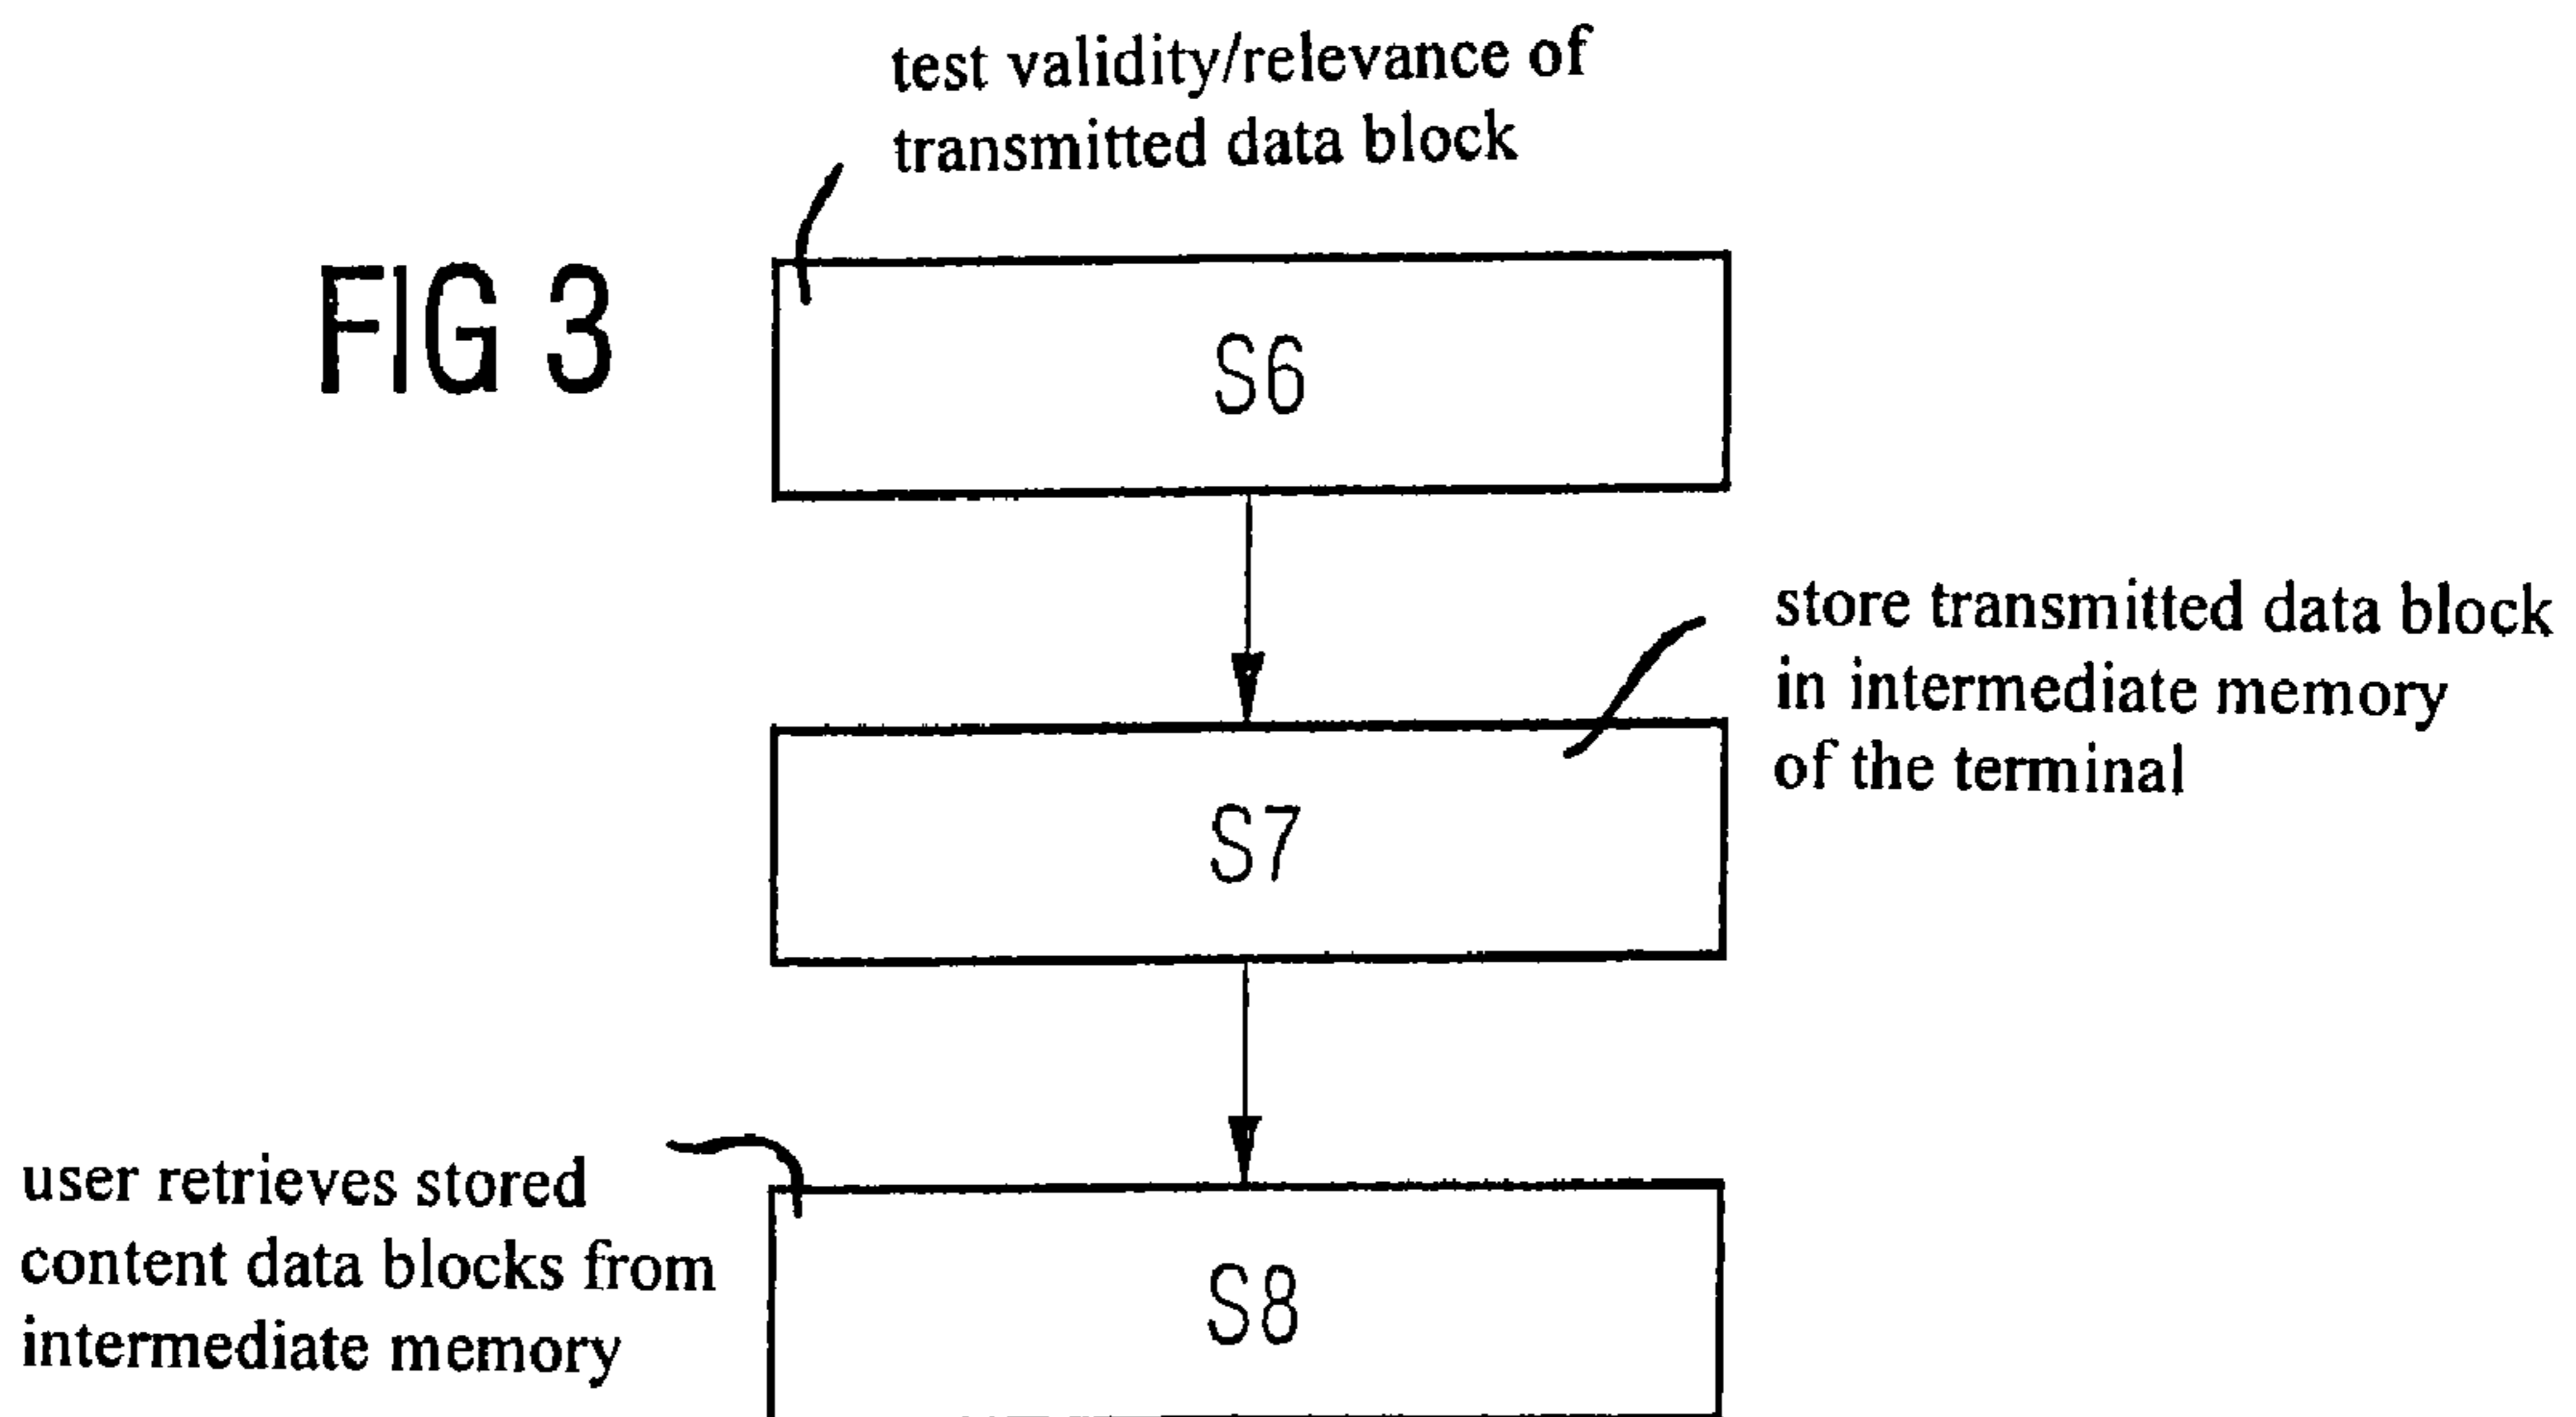 test validity/relevance of
transmitted data block
FIG 3
S6
store transmitted data block
in intermediate memory
of the terminal
S7
user retrieves stored
content data blocks from
intermediate memory
S8